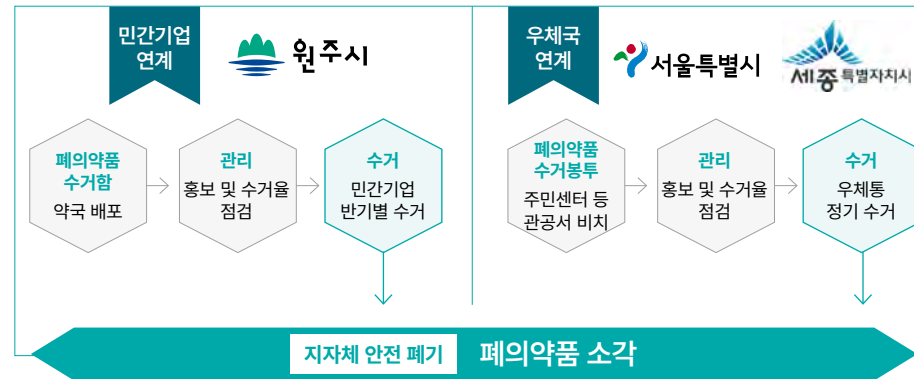 민간기업
연계
원주시
폐의약품
수거함
약국 배포
관리
홍보 및 수거율
점검
수거
민간기업
반기별 수거
우체국
연계
서울특별시
세종특별자치시
폐의약품
수거봉투
주민센터 등
관공서 비치
관리
홍보 및 수거율
점검
수거
우체통
정기 수거
지자체 안전 폐기 폐의약품 소각